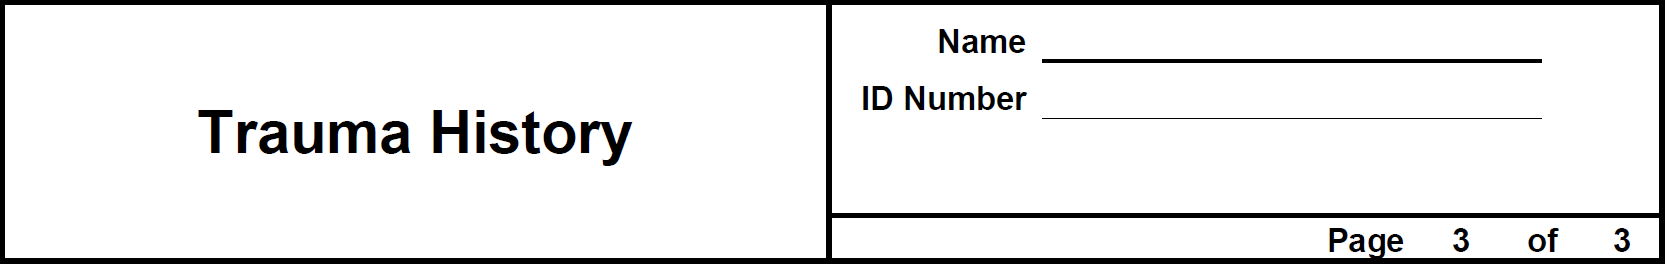 Trauma History
Name
ID Number
Page 3 of 3